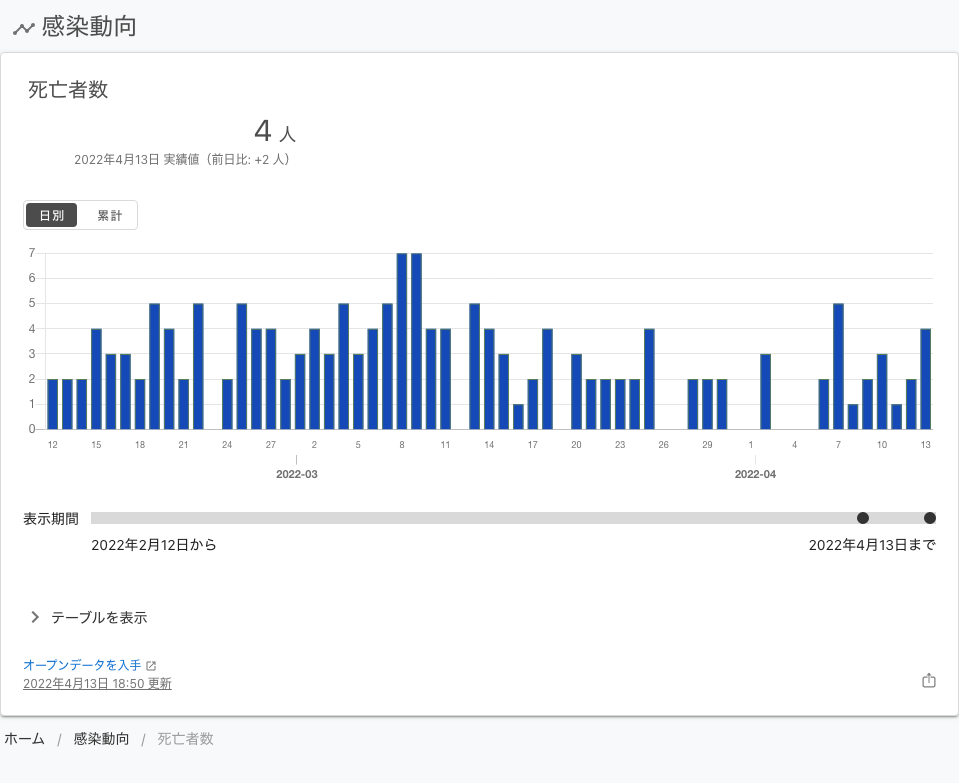 感染動向
死亡者数
4 人
2022年4月13日 実績値（前日比: +2 人）
日別 累計
7
6
5
4
3
2
1
0
12 15 18 21 24 27 2 5 8 11 14 17 20 23 26 29 1 4 7 10 13
2022-03 2022-04
表示期間
2022年2月12日から 2022年4月13日まで
テーブルを表示
オープンデータを入手
2022年4月13日 18:50 更新
ホーム / 感染動向 / 死亡者数